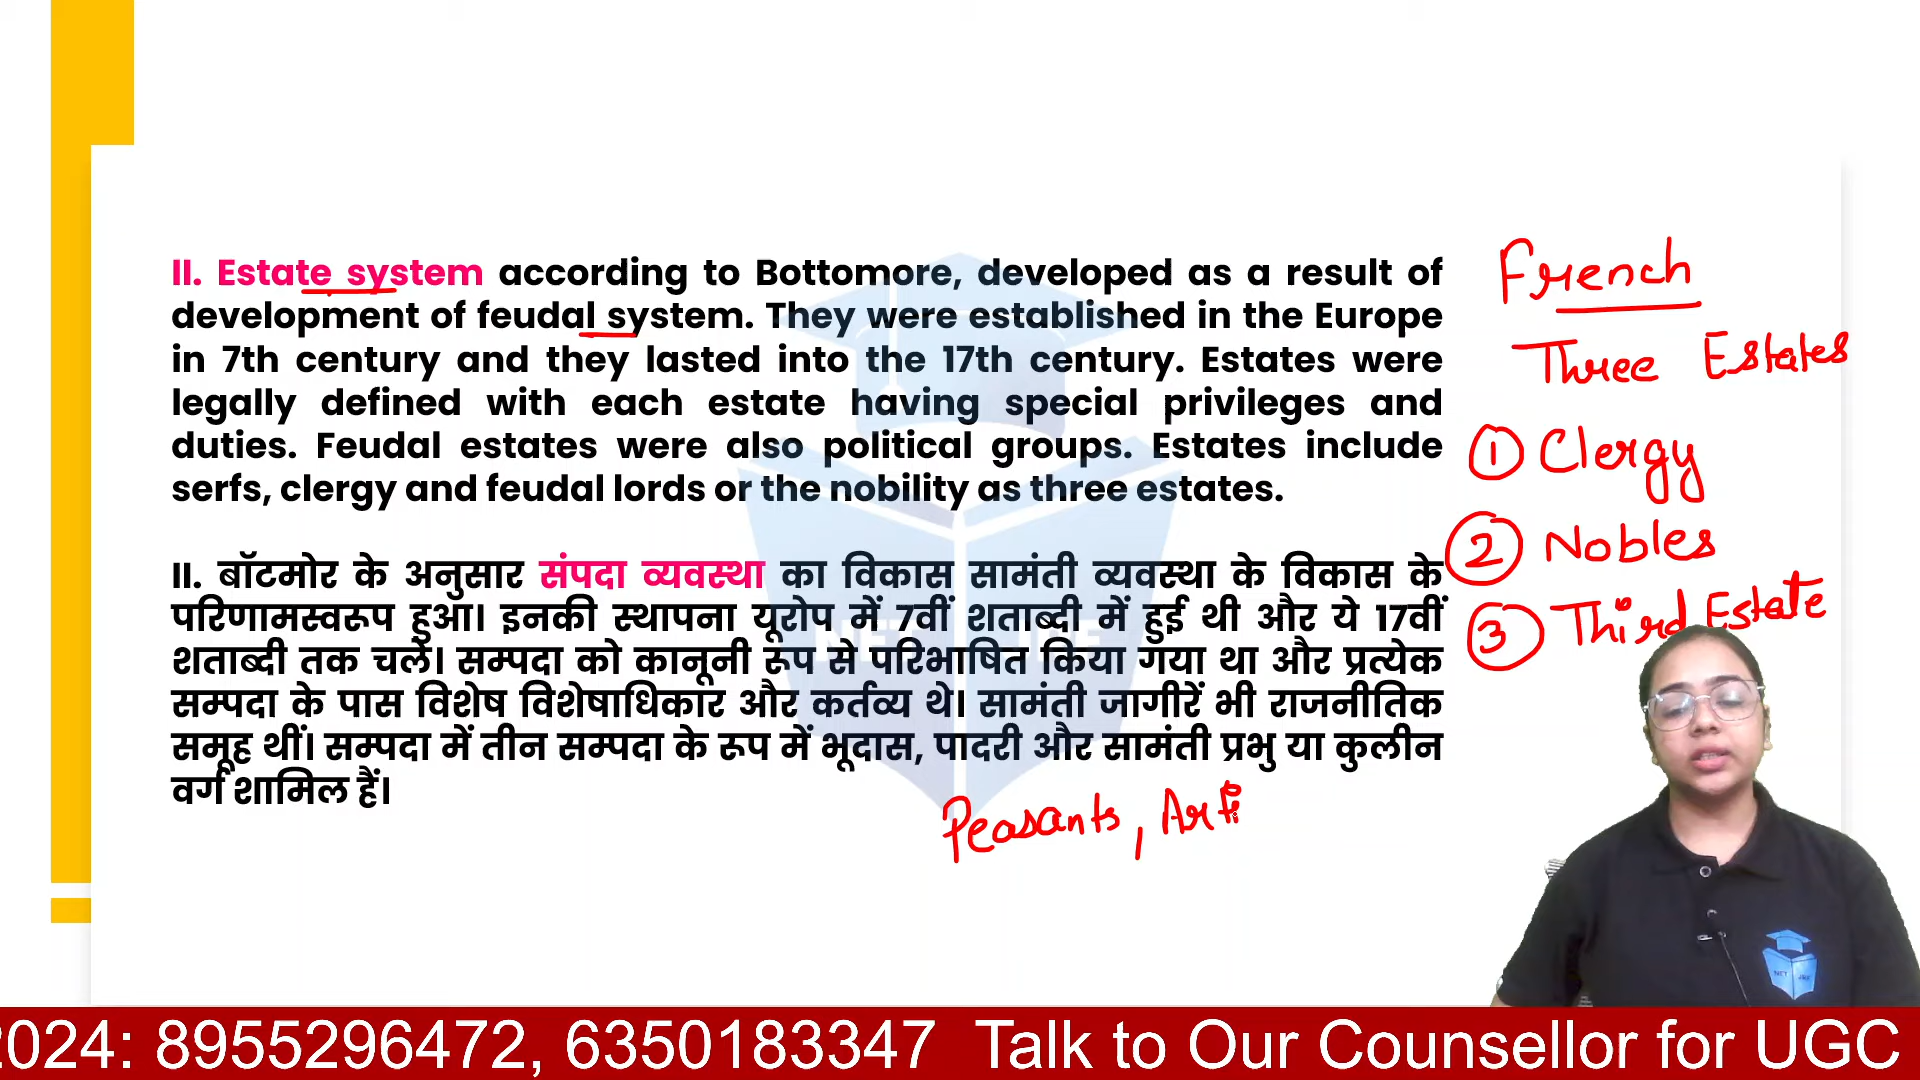 II. Estate system according to Bottomore, developed as a result of
development of feudal system. They were established in the Europe
in 7th century and they lasted into the 17th century. Estates were
legally defined with each estate having special privileges and
duties. Feudal estates were also political groups. Estates include
serfs, clergy and feudal lords or the nobility as three estates.
II. बॉटमोर के अनुसार संपदा व्यवस्था का विकास सामंती व्यवस्था के विकास के
परिणामस्वरूप हुआ। इनकी स्थापना यूरोप में 7वीं शताब्दी में हुई थी और ये 17वीं
शताब्दी तक चले। सम्पदा को कानूनी रूप से परिभाषित किया गया था और प्रत्येक
सम्पदा के पास विशेष विशेषाधिकार और कर्तव्य थे। सामंती जागीरें भी राजनीतिक
समूह थीं। सम्पदा में तीन सम्पदा के रूप में भूदास, पादरी और सामंती प्रभु या कुलीन
वर्ग शामिल हैं।
French
Three Estates
1 Clergy
2 Nobles
3 Third Estate
Peasants, Arti
NET JRF
NET JRF
2024: 8955296472, 6350183347 Talk to Our Counsellor for UGC